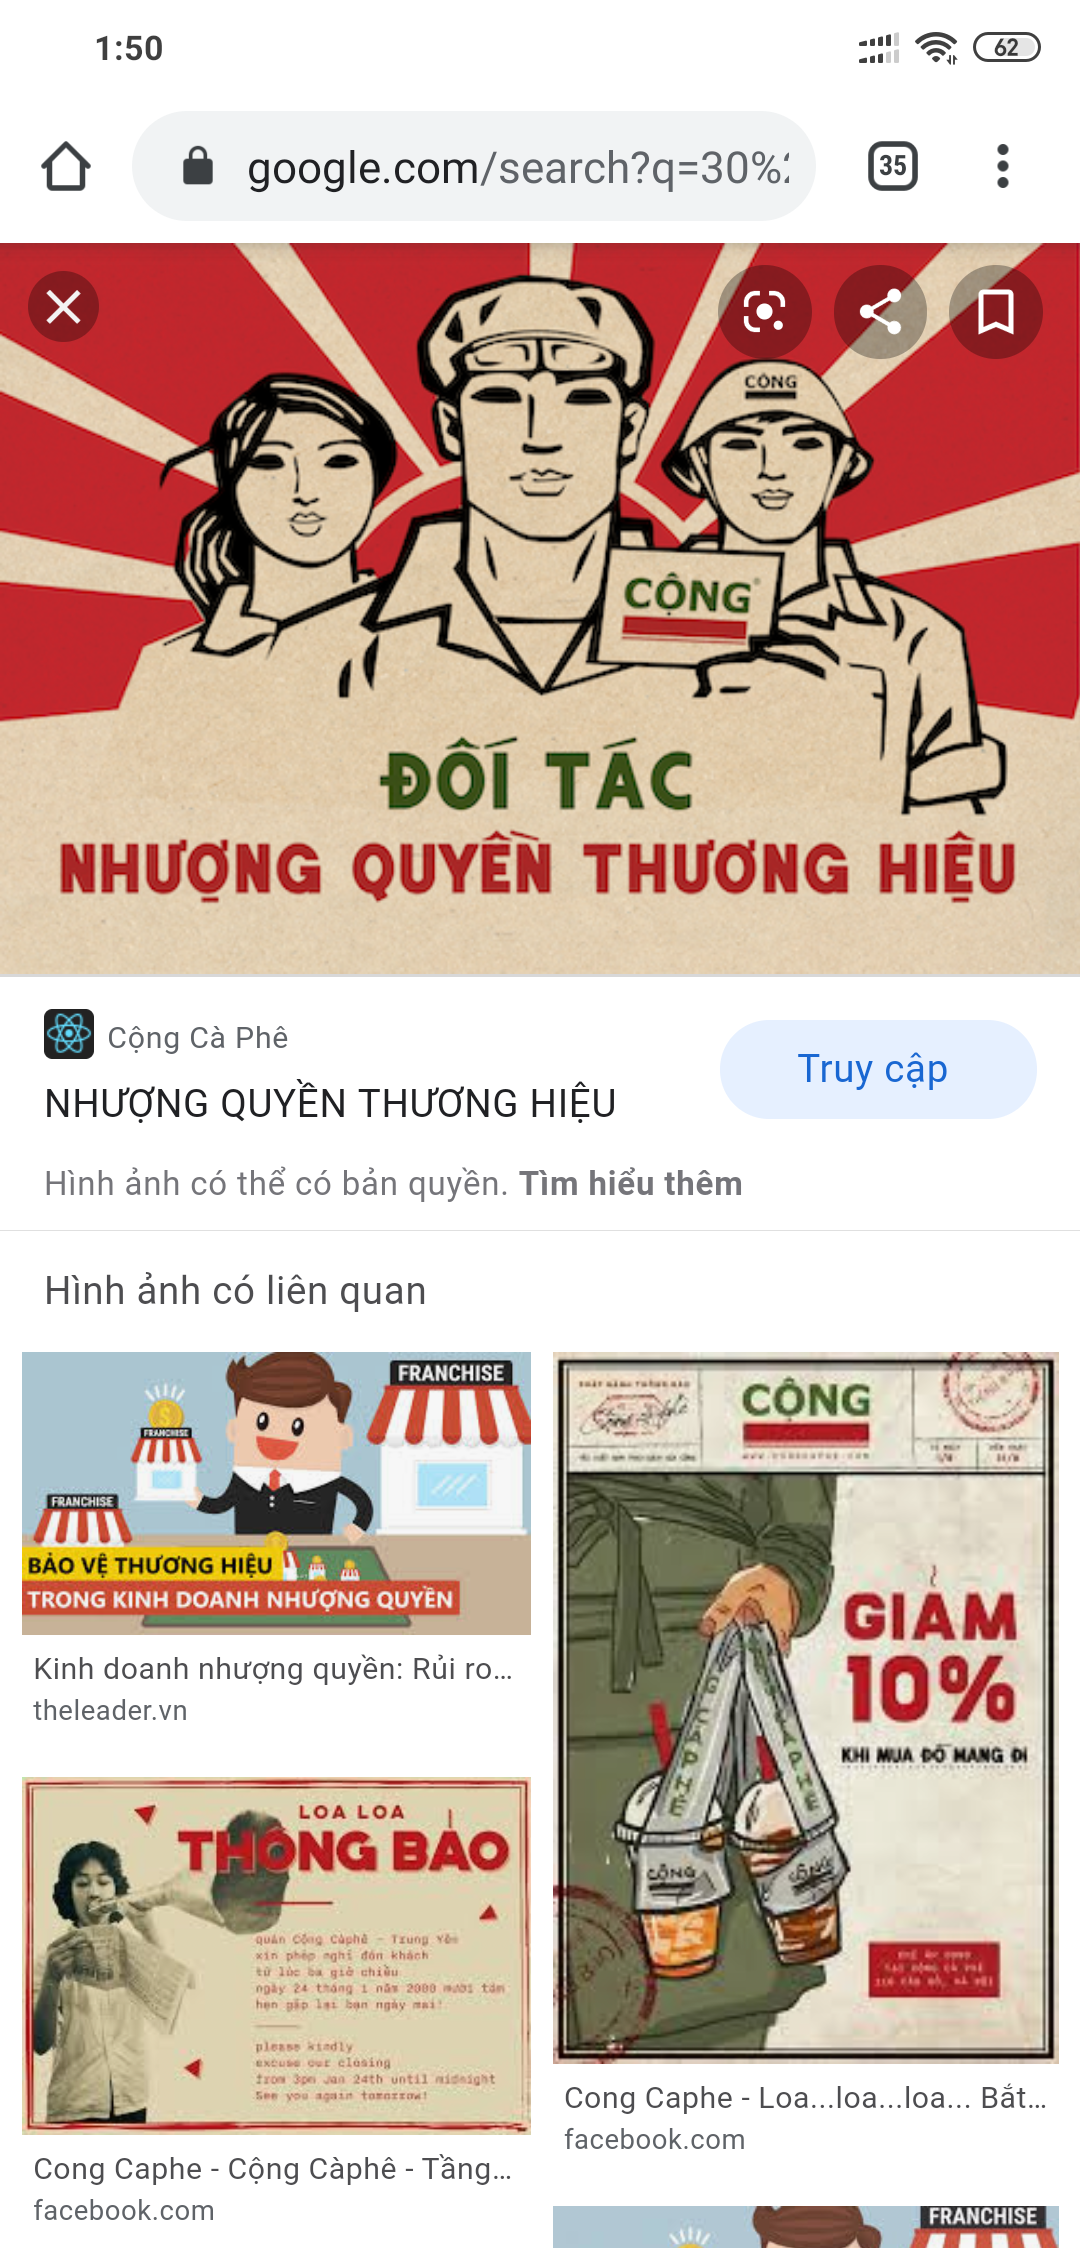 1:50
62
google.com/search?q=30%
35
CỘNG
CỘNG
ĐỐI TÁC
NHƯỢNG QUYỀN THƯƠNG HIỆU
Cộng Cà Phê
Truy cập
NHƯỢNG QUYỀN THƯƠNG HIỆU
Hình ảnh có thể có bản quyền. Tìm hiểu thêm
Hình ảnh có liên quan
FRANCHISE
FRANCHISE
FRANCHISE
BẢO VỆ THƯƠNG HIỆU
TRONG KINH DOANH NHƯỢNG QUYỀN
Kinh doanh nhượng quyền: Rủi ro...
theleader.vn
CỘNG
GIẢM
10%
KHI MUA ĐỒ MANG ĐI
CỘNG
CỘNG
Cong Caphe - Loa...loa...loa... Bắt...
facebook.com
LOA LOA
THÔNG BÁO
quán Cộng Càphê - Trung Yên
xin phép nghỉ đón khách
từ lúc ba giờ chiều
ngày 24 tháng 1 năm 2000 mười tám
hẹn gặp lại bạn ngày mai!
please kindly
excuse our closing
from 3pm Jan 24th until midnight
See you again tomorrow!
Cong Caphe - Cộng Càphê - Tầng...
facebook.com
FRANCHISE